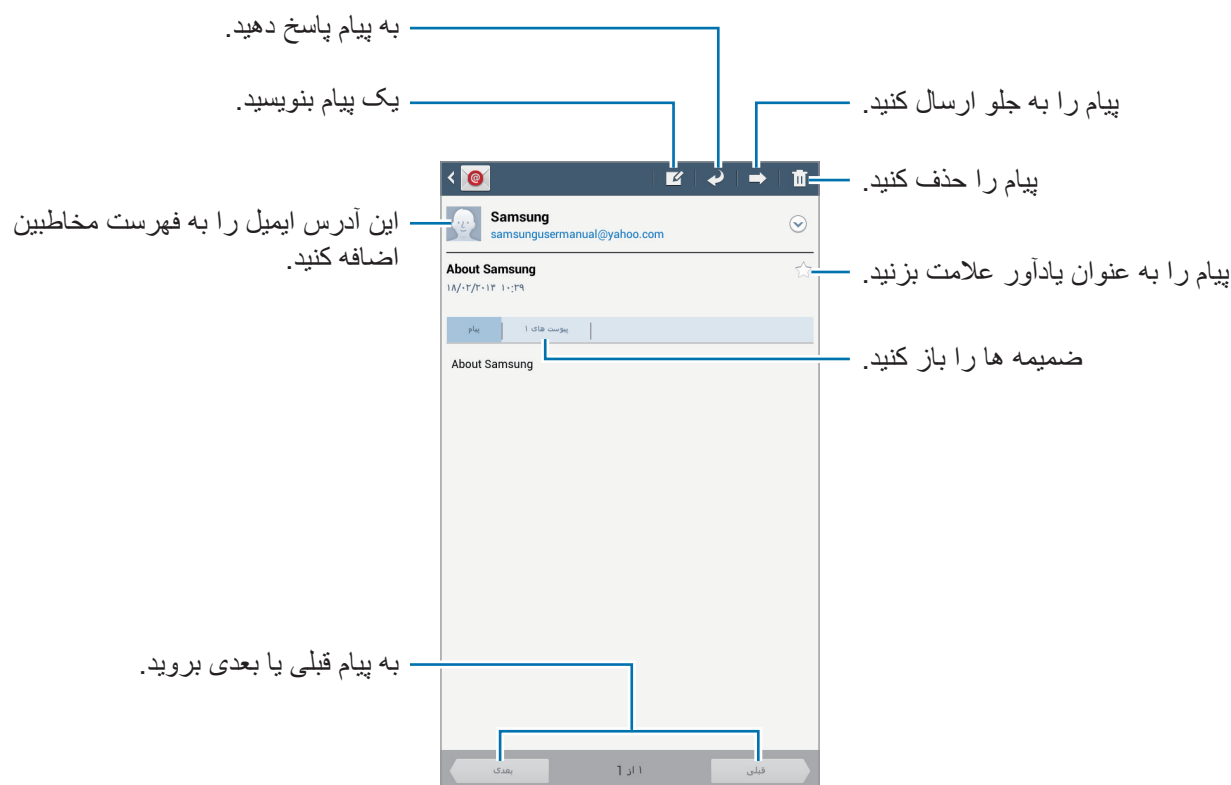 به پیام پاسخ دهید.
یک پیام بنویسید.
پیام را به جلو ارسال کنید.
پیام را حذف کنید.
Samsung
samsungusermanual@yahoo.com
این آدرس ایمیل را به فهرست مخاطبین
اضافه کنید.
About Samsung
۱۸/۰۲/۲۰۱۳ ۱۰:۲۹
پیام را به عنوان یادآور علامت بزنید.
پیام
پیوست های ۱
ضمیمه ها را باز کنید.
About Samsung
به پیام قبلی یا بعدی بروید.
قبلی
۱ از 1
بعدی